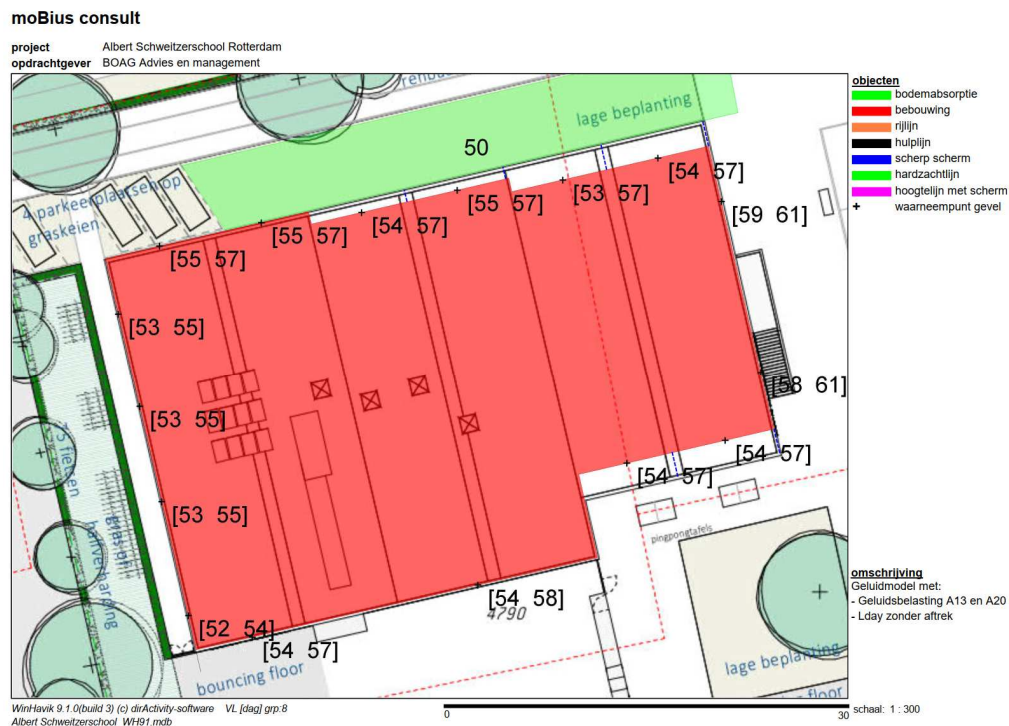 moBius consult
project Albert Schweitzerschool Rotterdam
opdrachtgever BOAG Advies en management
objecten
bodemabsorptie
bebouwing
rijlijn
hulplijn
scherp scherm
hardzachtlijn
hoogtelijn met scherm
waarneempunt gevel
lage beplanting
50
4 parkeerplaatsen op
graskeien
[54 57]
[53 57]
[55 57]
[54 57]
[55 57]
[55 57]
[59 61]
[53 55]
[58 61]
[53 55]
75 fietsen
[54 57]
[54 57]
[53 55]
halfverharding
pingpongtafels
[54 58]
4790
[52 54]
[54 57]
bouncing floor
lage beplanting
floor
omschrijving
Geluidmodel met:
- Geluidsbelasting A13 en A20
- Lday zonder aftrek
WinHavik 9.1.0(build 3) (c) dirActivity-software VL [dag] grp:8
Albert Schweitzerschool WH91.mdb
0
30
schaal: 1 : 300